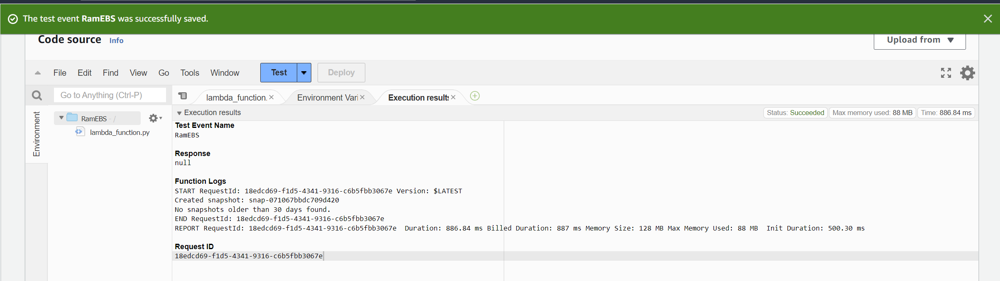 The test event RamEBS was successfully saved.
Code source Info
Upload from
File Edit Find View Go Tools Window Test Deploy
Go to Anything (Ctrl-P)
lambda_function. Environment Vari Execution results
Environment
RamEBS - /
lambda_function.py
Execution results
Status: Succeeded Max memory used: 88 MB Time: 886.84 ms
Test Event Name
RamEBS
Response
null
Function Logs
START RequestId: 18edcd69-f1d5-4341-9316-c6b5fbb3067e Version: $LATEST
Created snapshot: snap-071067bbdc709d420
No snapshots older than 30 days found.
END RequestId: 18edcd69-f1d5-4341-9316-c6b5fbb3067e
REPORT RequestId: 18edcd69-f1d5-4341-9316-c6b5fbb3067e Duration: 886.84 ms Billed Duration: 887 ms Memory Size: 128 MB Max Memory Used: 88 MB Init Duration: 500.30 ms
Request ID
18edcd69-f1d5-4341-9316-c6b5fbb3067e